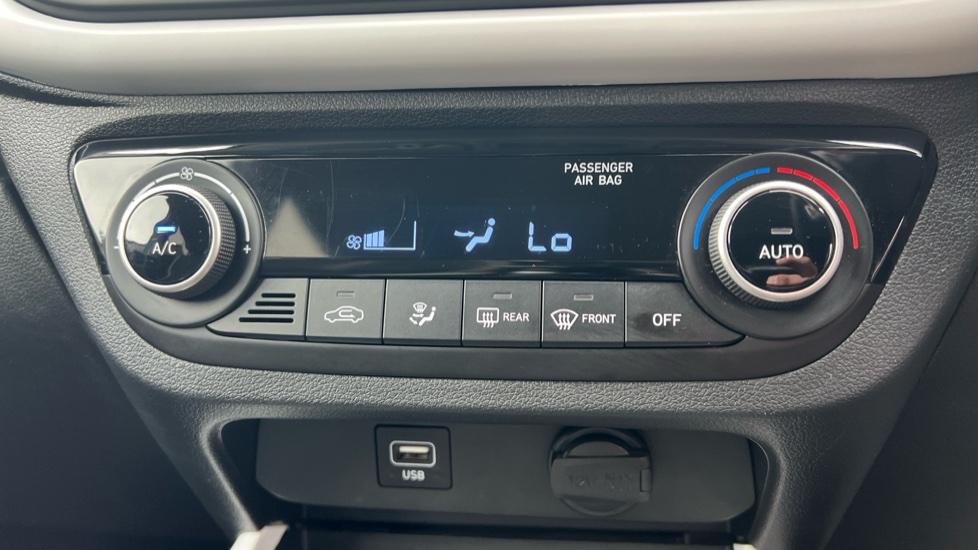 PASSENGER
AIR BAG
A/C
Lo
AUTO
REAR
FRONT
OFF
USB